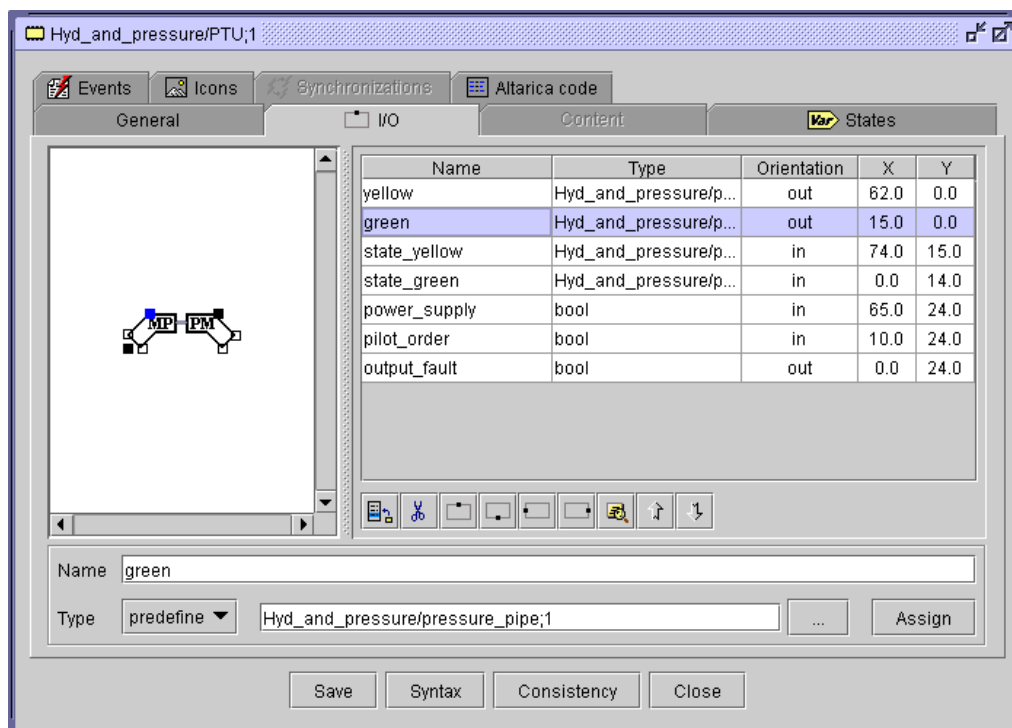 Hyd_and_pressure/PTU;1
Events Icons Synchronizations Altarica code
General I/O Content Var States
Name Type Orientation X Y
yellow Hyd_and_pressure/p... out 62.0 0.0
green Hyd_and_pressure/p... out 15.0 0.0
state_yellow Hyd_and_pressure/p... in 74.0 15.0
state_green Hyd_and_pressure/p... in 0.0 14.0
power_supply bool in 65.0 24.0
pilot_order bool in 10.0 24.0
output_fault bool out 0.0 24.0
MP PM
Name green
Type predefine Hyd_and_pressure/pressure_pipe;1 ... Assign
Save Syntax Consistency Close